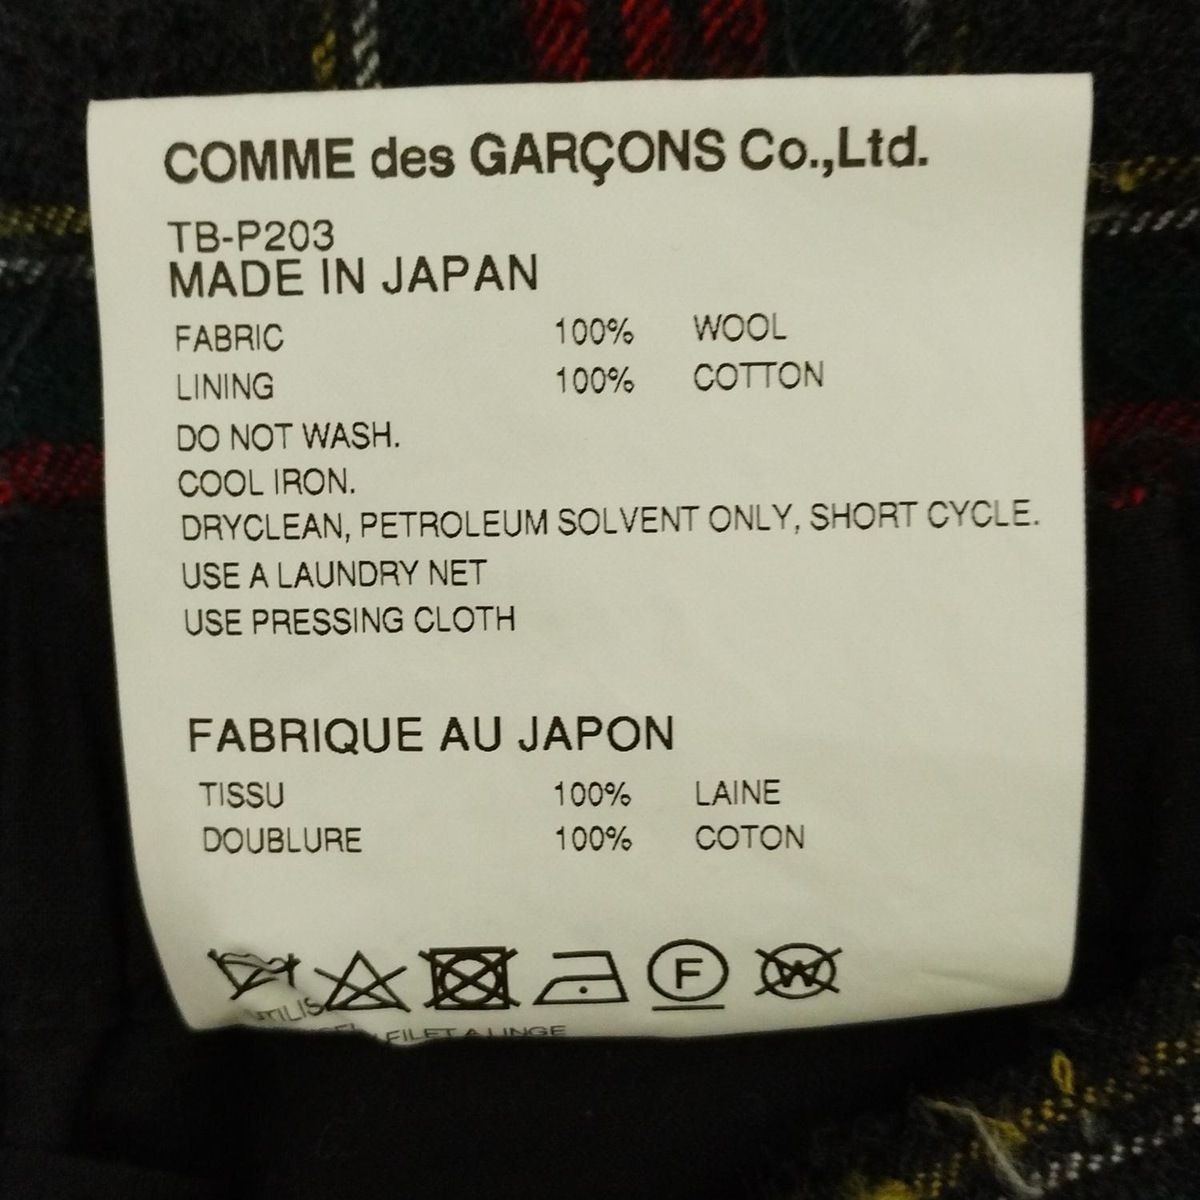 COMME des GARÇONS Co.,Ltd.
TB-P203
MADE IN JAPAN
FABRIC 100% WOOL
LINING 100% COTTON
DO NOT WASH.
COOL IRON.
DRYCLEAN, PETROLEUM SOLVENT ONLY, SHORT CYCLE.
USE A LAUNDRY NET
USE PRESSING CLOTH
FABRIQUE AU JAPON
TISSU 100% LAINE
DOUBLURE 100% COTON
F W
FILET A LINGE